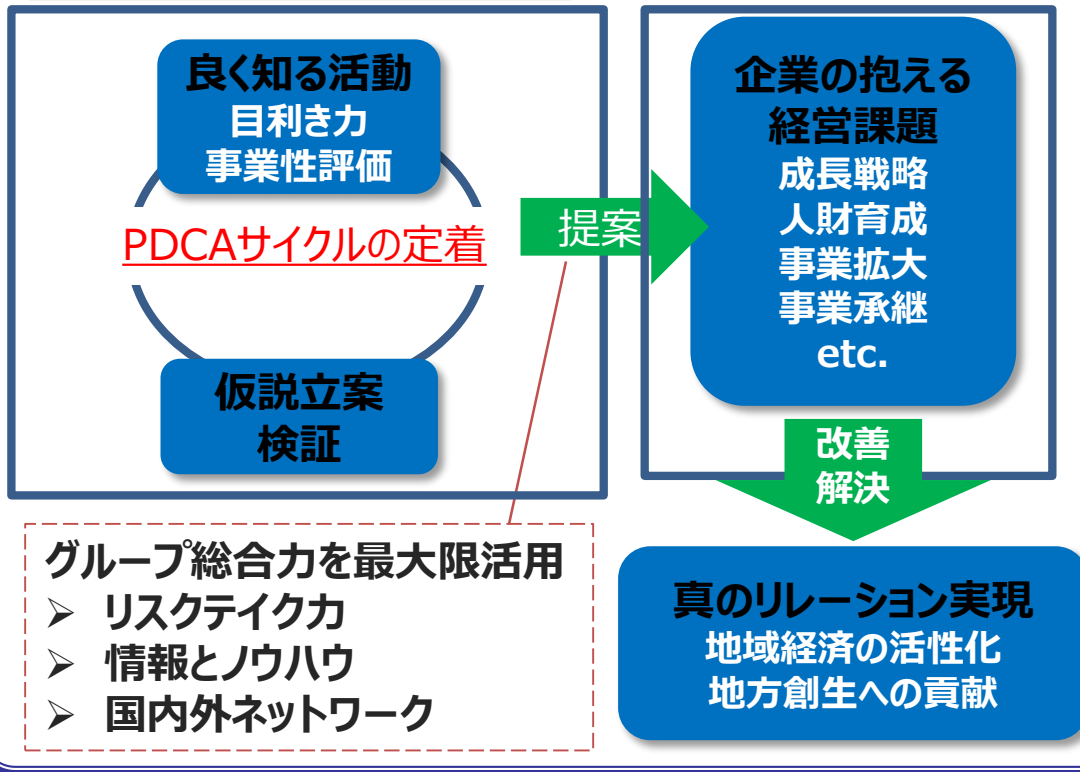 良く知る活動
目利き力
事業性評価
PDCAサイクルの定着
仮説立案
検証
提案
企業の抱える
経営課題
成長戦略
人財育成
事業拡大
事業承継
etc.
改善
解決
グループ総合力を最大限活用
➢ リスクテイク力
➢ 情報とノウハウ
➢ 国内外ネットワーク
真のリレーション実現
地域経済の活性化
地方創生への貢献